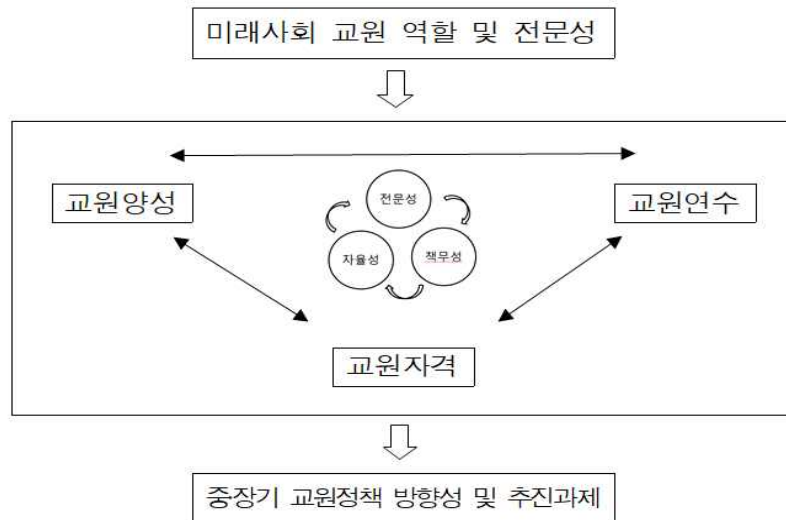 미래사회 교원 역할 및 전문성
교원양성
전문성
교원연수
자율성
책무성
교원자격
중장기 교원정책 방향성 및 추진과제